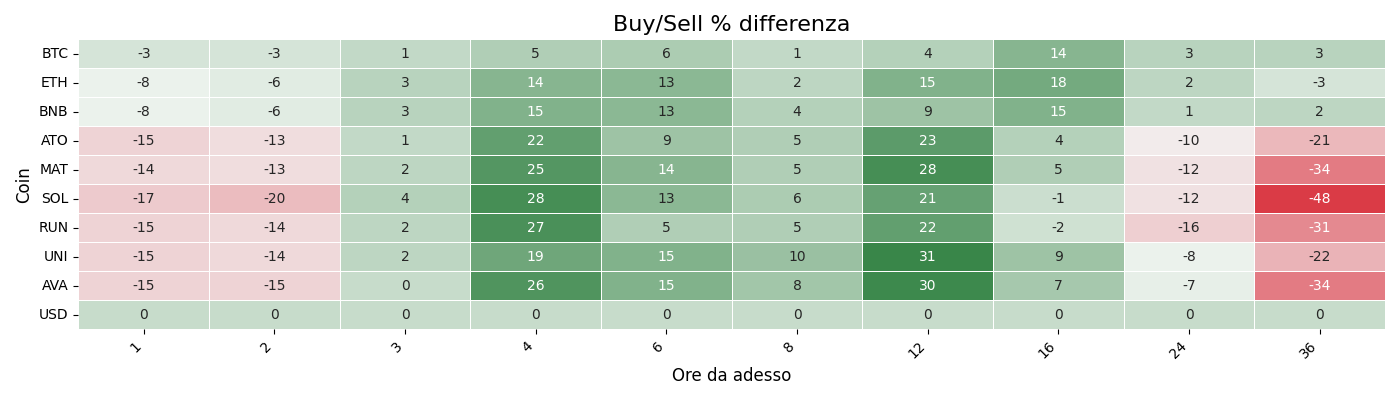 Buy/Sell % differenza
Coin
BTC -3 -3 1 5 6 1 4 14 3 3
ETH -8 -6 3 14 13 2 15 18 2 -3
BNB -8 -6 3 15 13 4 9 15 1 2
ATO -15 -13 1 22 9 5 23 4 -10 -21
MAT -14 -13 2 25 14 5 28 5 -12 -34
SOL -17 -20 4 28 13 6 21 -1 -12 -48
RUN -15 -14 2 27 5 5 22 -2 -16 -31
UNI -15 -14 2 19 15 10 31 9 -8 -22
AVA -15 -15 0 26 15 8 30 7 -7 -34
USD 0 0 0 0 0 0 0 0 0 0
1 2 3 4 6 8 12 16 24 36
Ore da adesso